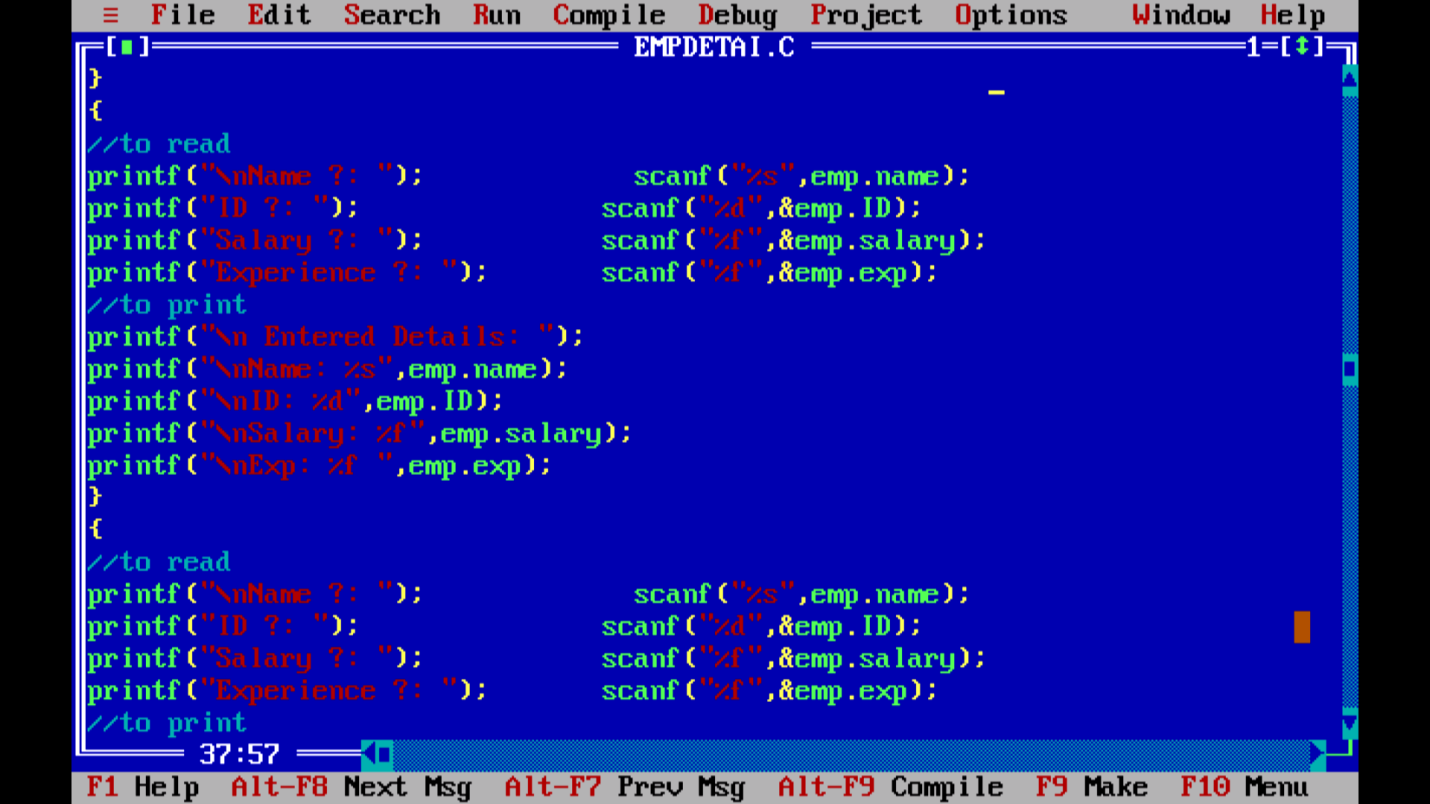 ≡ File Edit Search Run Compile Debug Project Options Window Help
[■] EMPDETAI.C 1=[↕]
}
{
//to read
printf("\nName ?: "); scanf("%s",emp.name);
printf("ID ?: "); scanf("%d",&emp.ID);
printf("Salary ?: "); scanf("%f",&emp.salary);
printf("Experience ?: "); scanf("%f",&emp.exp);
//to print
printf("\n Entered Details: ");
printf("\nName: %s",emp.name);
printf("\nID: %d",emp.ID);
printf("\nSalary: %f",emp.salary);
printf("\nExp: %f ",emp.exp);
}
{
//to read
printf("\nName ?: "); scanf("%s",emp.name);
printf("ID ?: "); scanf("%d",&emp.ID);
printf("Salary ?: "); scanf("%f",&emp.salary);
printf("Experience ?: "); scanf("%f",&emp.exp);
//to print
37:57
F1 Help Alt-F8 Next Msg Alt-F7 Prev Msg Alt-F9 Compile F9 Make F10 Menu